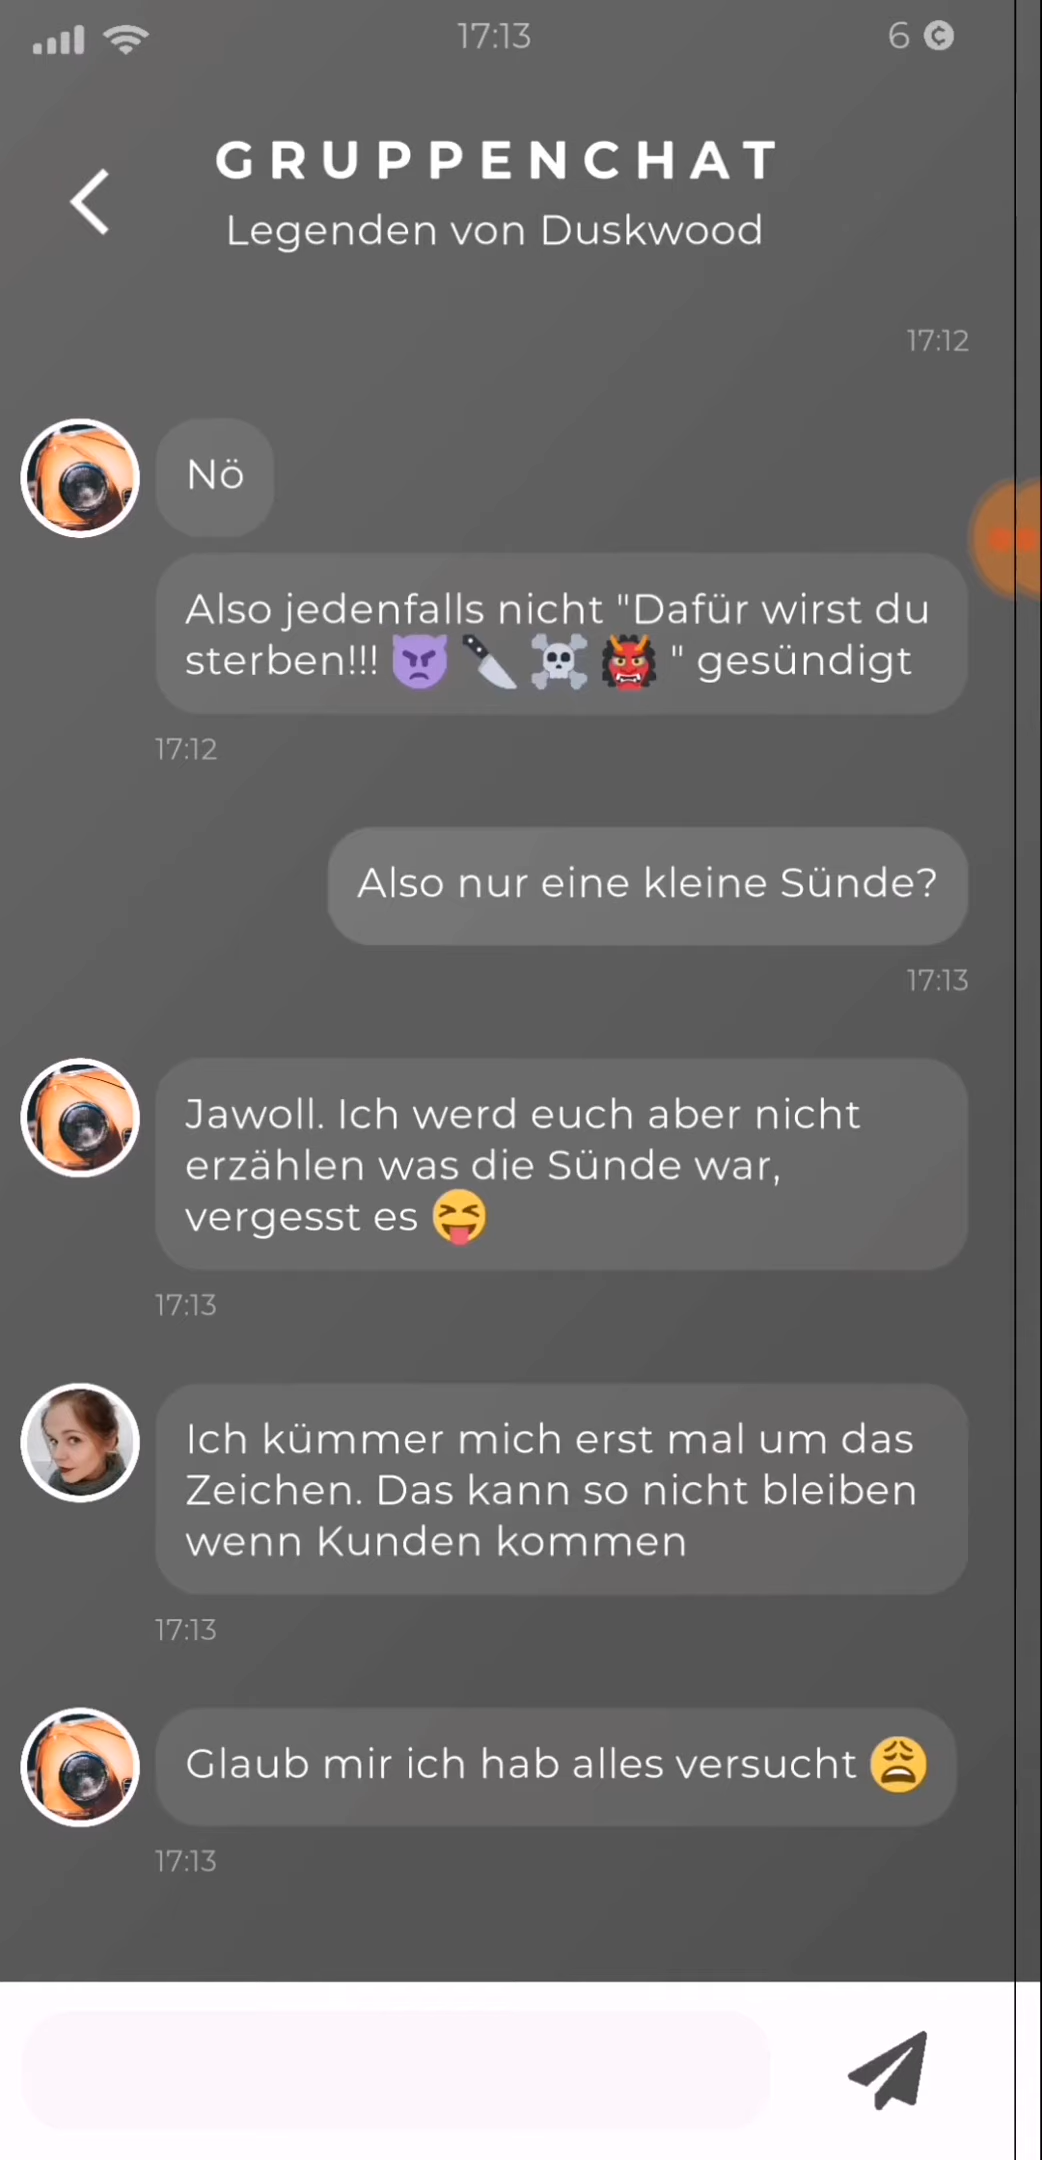 17:13
6
GRUPPENCHAT
Legenden von Duskwood
17:12
Nö
Also jedenfalls nicht "Dafür wirst du
sterben!!! 👿🔪☠️👹 " gesündigt
17:12
Also nur eine kleine Sünde?
17:13
Jawoll. Ich werd euch aber nicht
erzählen was die Sünde war,
vergesst es 😝
17:13
Ich kümmer mich erst mal um das
Zeichen. Das kann so nicht bleiben
wenn Kunden kommen
17:13
Glaub mir ich hab alles versucht 😩
17:13